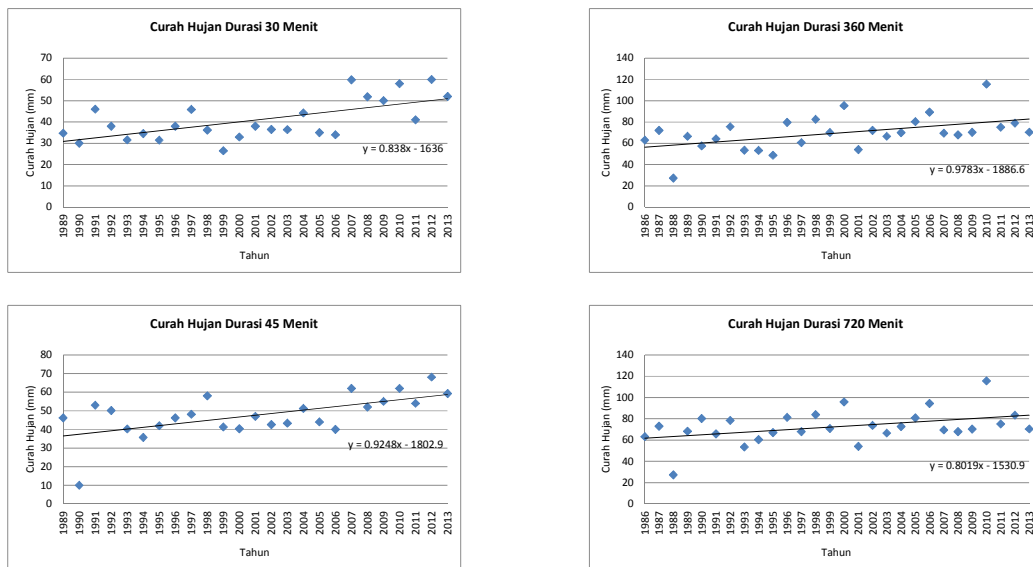 Curah Hujan Durasi 30 Menit
70
60
50
40
30
20
10
0
Curah Hujan (mm)
y = 0.838x - 1636
1989 1990 1991 1992 1993 1994 1995 1996 1997 1998 1999 2000 2001 2002 2003 2004 2005 2006 2007 2008 2009 2010 2011 2012 2013
Tahun
Curah Hujan Durasi 360 Menit
140
120
100
80
60
40
20
0
Curah Hujan (mm)
y = 0.9783x - 1886.6
1986 1987 1988 1989 1990 1991 1992 1993 1994 1995 1996 1997 1998 1999 2000 2001 2002 2003 2004 2005 2006 2007 2008 2009 2010 2011 2012 2013
Tahun
Curah Hujan Durasi 45 Menit
80
70
60
50
40
30
20
10
0
Curah Hujan (mm)
y = 0.9248x - 1802.9
1989 1990 1991 1992 1993 1994 1995 1996 1997 1998 1999 2000 2001 2002 2003 2004 2005 2006 2007 2008 2009 2010 2011 2012 2013
Tahun
Curah Hujan Durasi 720 Menit
140
120
100
80
60
40
20
0
Curah Hujan (mm)
y = 0.8019x - 1530.9
1986 1987 1988 1989 1990 1991 1992 1993 1994 1995 1996 1997 1998 1999 2000 2001 2002 2003 2004 2005 2006 2007 2008 2009 2010 2011 2012 2013
Tahun